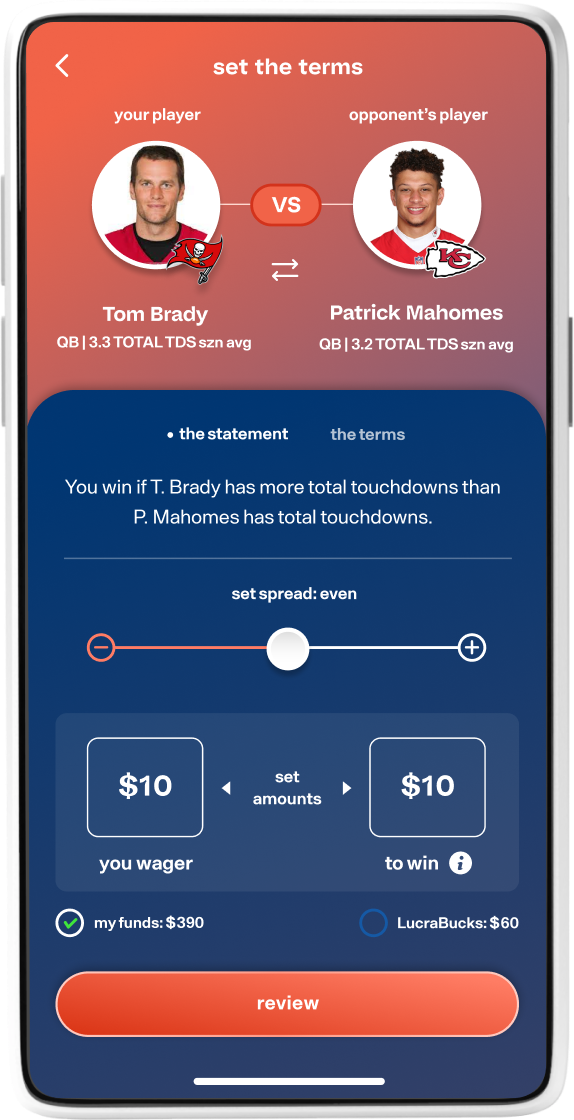 set the terms
your player
opponent's player
VS
Tom Brady
Patrick Mahomes
QB | 3.3 TOTAL TDS szn avg
QB | 3.2 TOTAL TDS szn avg
• the statement
the terms
You win if T. Brady has more total touchdowns than
P. Mahomes has total touchdowns.
set spread: even
$10
set
amounts
$10
you wager
to win i
my funds: $390
LucraBucks: $60
review